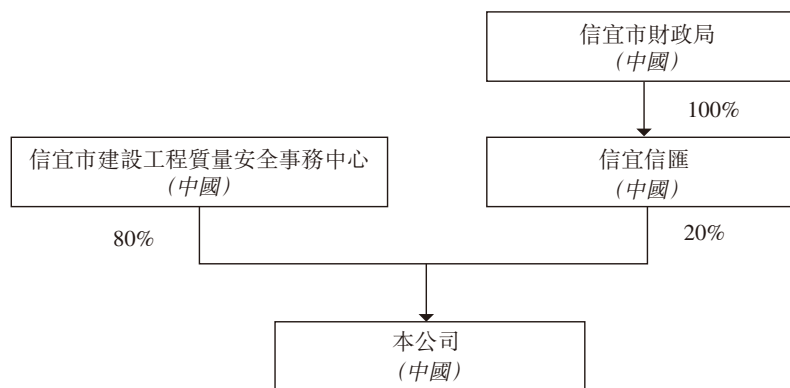 信宜市財政局
(中國)
100%
信宜市建設工程質量安全事務中心
(中國)
信宜信匯
(中國)
80%
20%
本公司
(中國)